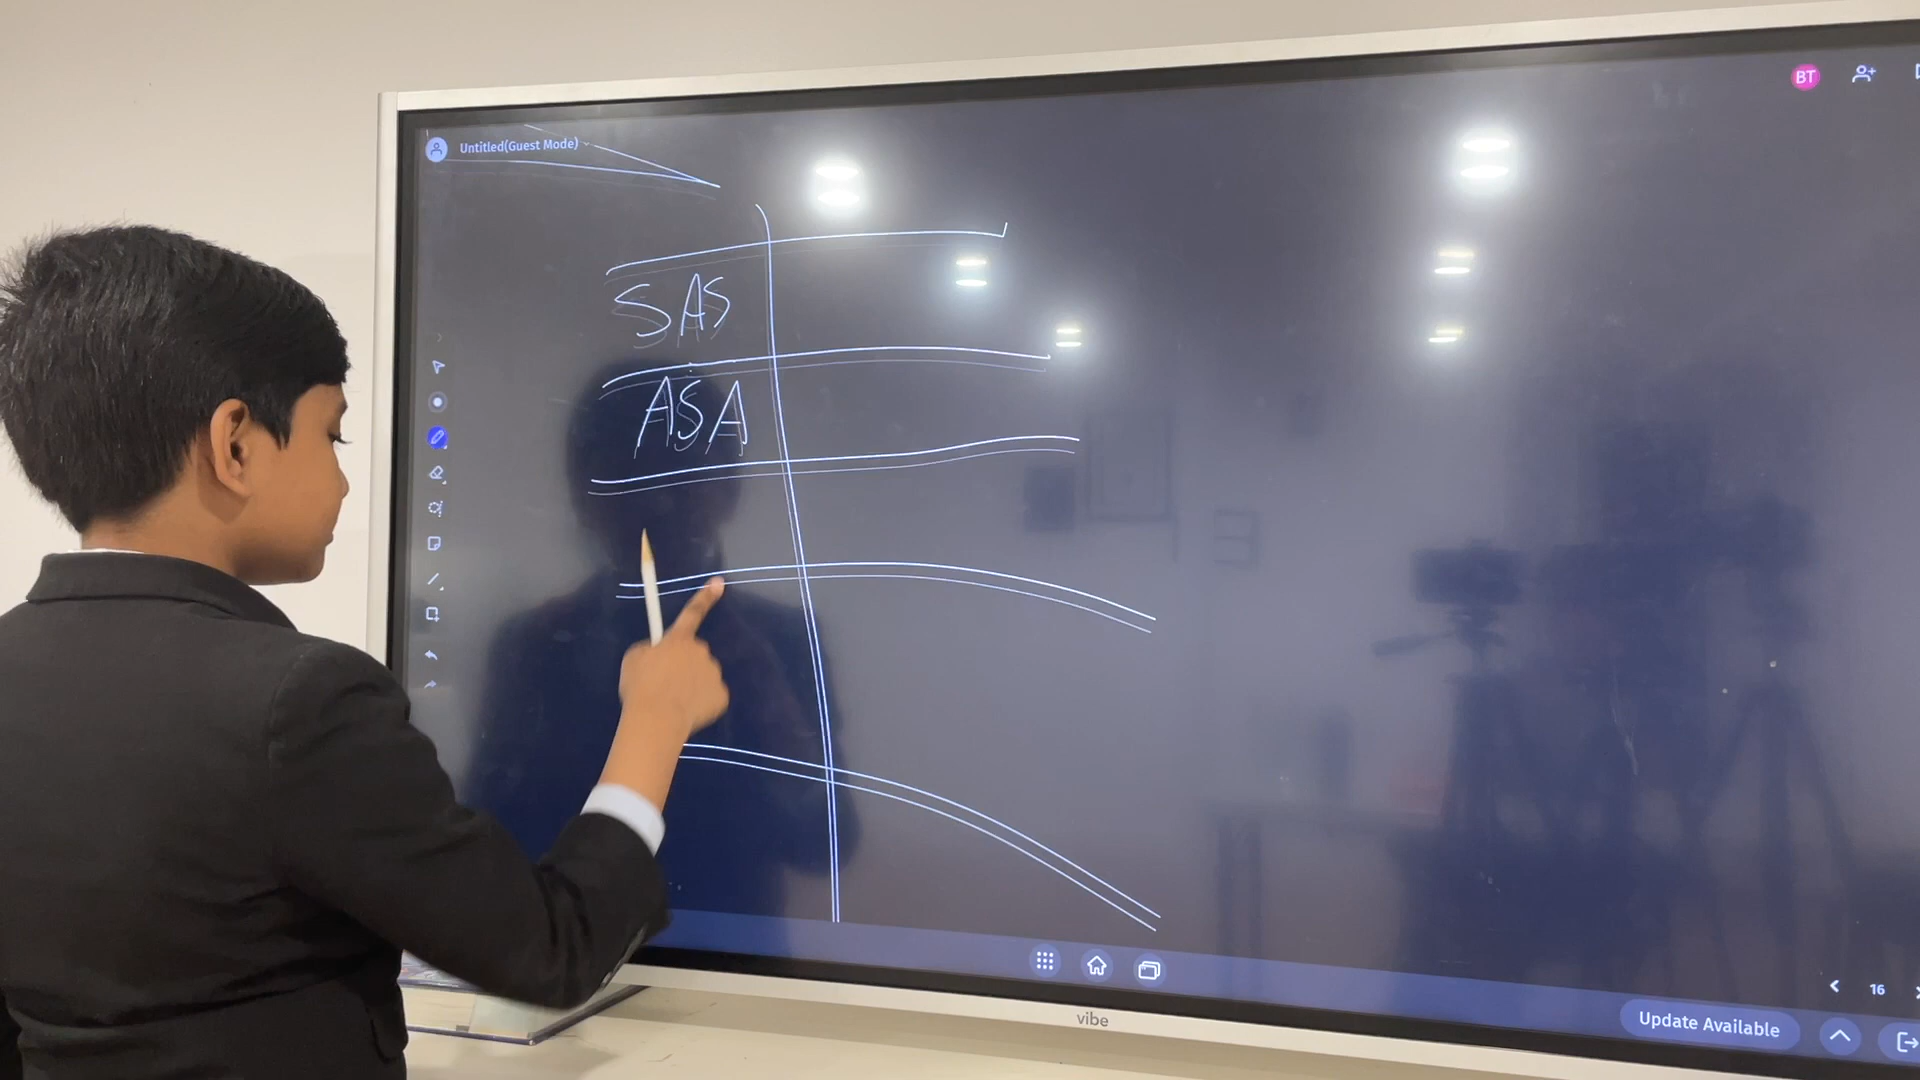 Untitled(Guest Mode)
BT
SAS
ASA
16
vibe
Update Available